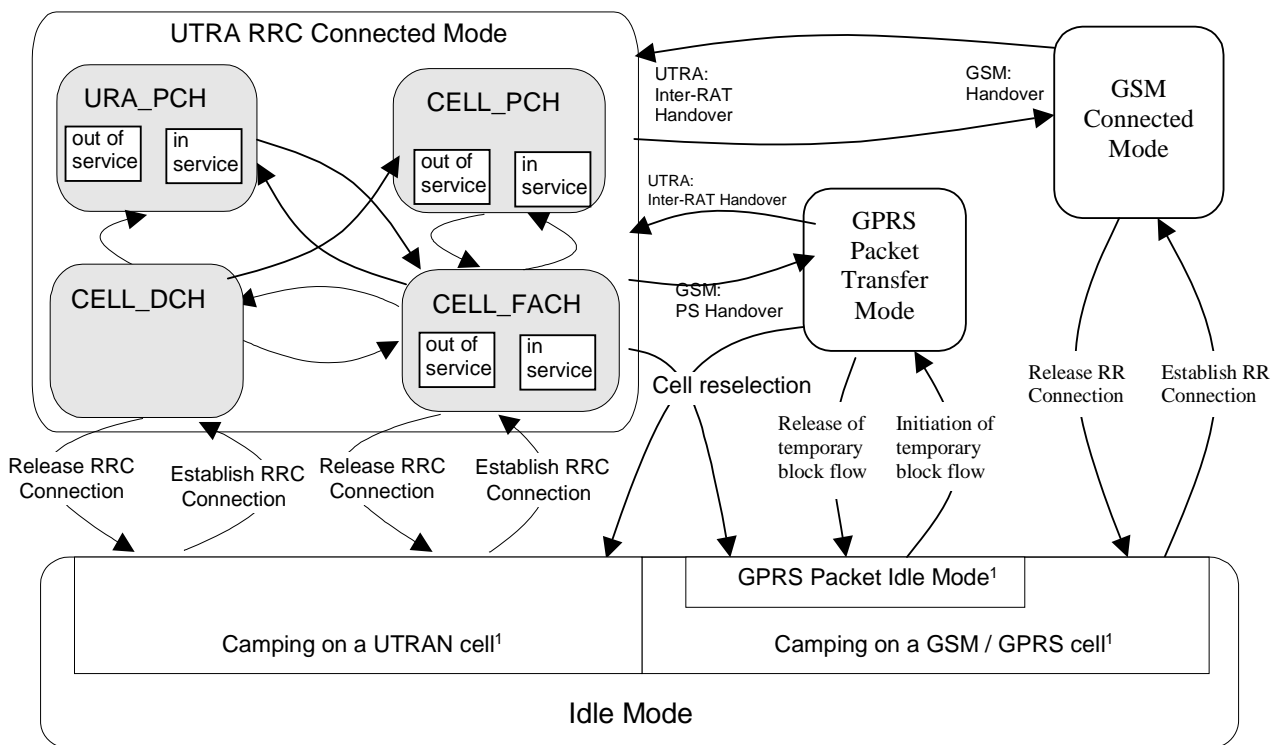 UTRA RRC Connected Mode
URA_PCH
out of
service
in
service
CELL_PCH
out of
service
in
service
CELL_DCH
CELL_FACH
out of
service
in
service
UTRA:
Inter-RAT
Handover
GSM:
Handover
GSM
Connected
Mode
UTRA:
Inter-RAT Handover
GPRS
Packet
Transfer
Mode
GSM:
PS Handover
Cell reselection
Release RRC
Connection
Establish RRC
Connection
Release RRC
Connection
Establish RRC
Connection
Release of
temporary
block flow
Initiation of
temporary
block flow
Release RR
Connection
Establish RR
Connection
GPRS Packet Idle Mode¹
Camping on a UTRAN cell¹
Camping on a GSM / GPRS cell¹
Idle Mode